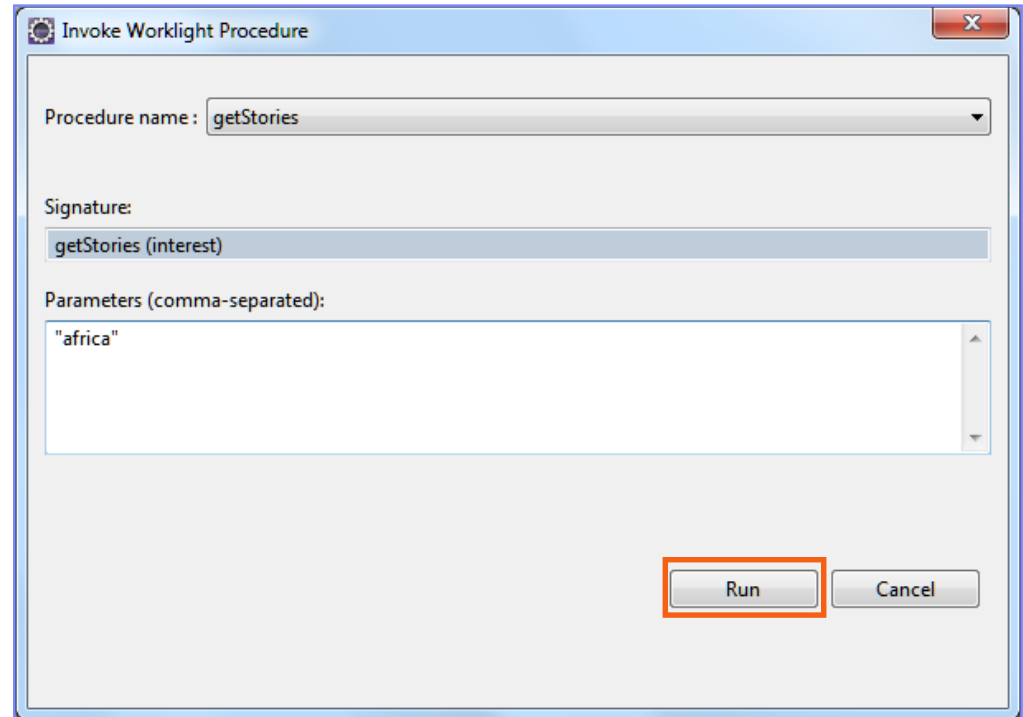 Invoke Worklight Procedure
Procedure name : getStories
Signature:
getStories (interest)
Parameters (comma-separated):
"africa"
Run Cancel